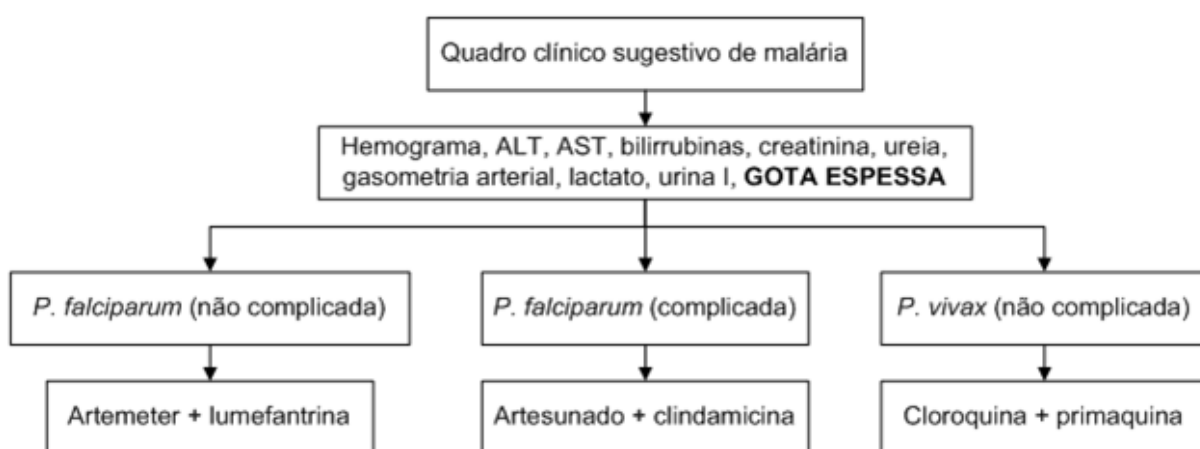 Quadro clínico sugestivo de malária
Hemograma, ALT, AST, bilirrubinas, creatinina, ureia,
gasometria arterial, lactato, urina I, GOTA ESPESSA
P. falciparum (não complicada)
P. falciparum (complicada)
P. vivax (não complicada)
Artemeter + lumefantrina
Artesunado + clindamicina
Cloroquina + primaquina